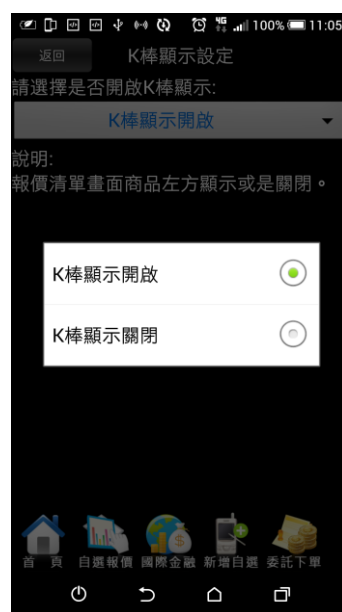 4G 100% 11:05
返回 K棒顯示設定
請選擇是否開啟K棒顯示:
K棒顯示開啟
說明:
報價清單畫面商品左方顯示或是關閉。
K棒顯示開啟
K棒顯示關閉
首 頁 自選報價 國際金融 新增自選 委託下單